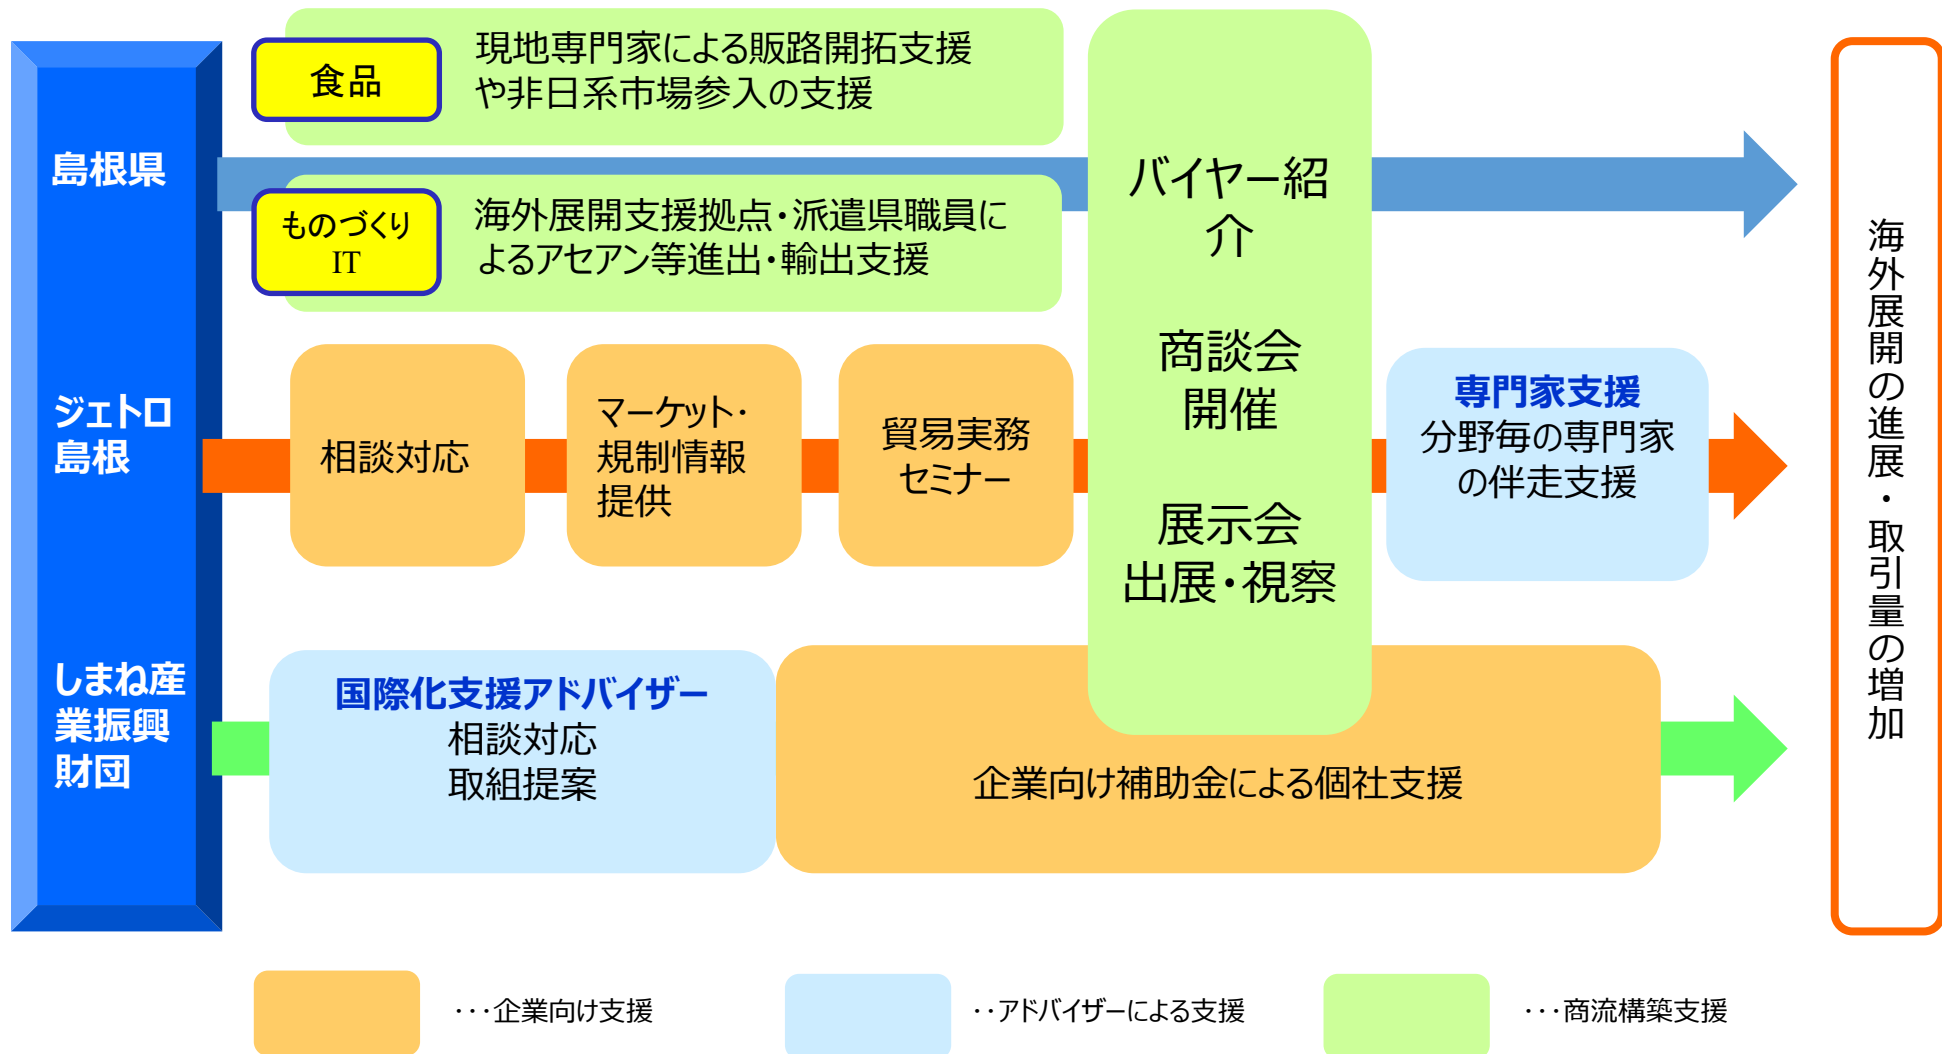 島根県
食品
現地専門家による販路開拓支援
や非日系市場参入の支援
ものづくり
IT
海外展開支援拠点・派遣県職員に
よるアセアン等進出・輸出支援
ジェトロ
島根
相談対応
マーケット・
規制情報
提供
貿易実務
セミナー
バイヤー紹
介
商談会
開催
展示会
出展・視察
専門家支援
分野毎の専門家
の伴走支援
しまね産
業振興
財団
国際化支援アドバイザー
相談対応
取組提案
企業向け補助金による個社支援
海外展開の進展・取引量の増加
・・・企業向け支援
・・アドバイザーによる支援
・・・商流構築支援